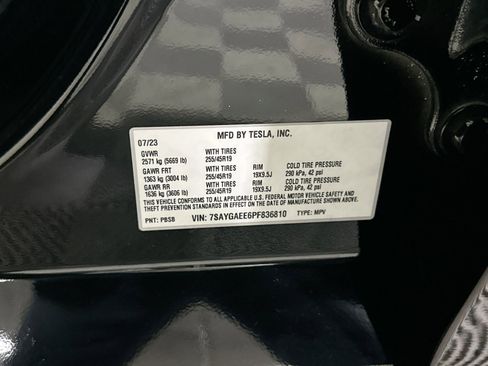 07/23 MFD BY TESLA, INC.
GVWR WITH TIRES
2571 kg (5669 lb) 255/45R19
GAWR FRT WITH TIRES RIM COLD TIRE PRESSURE
1363 kg (3004 lb) 255/45R19 19X9.5J 290 kPa, 42 psi
GAWR RR WITH TIRES RIM COLD TIRE PRESSURE
1636 kg (3606 lb) 255/45R19 19X9.5J 290 kPa, 42 psi
THIS VEHICLE CONFORMS TO ALL APPLICABLE U.S. FEDERAL MOTOR VEHICLE SAFETY AND
THEFT PREVENTION STANDARDS IN EFFECT ON THE DATE OF MANUFACTURE SHOWN ABOVE.
PNT: PBSB VIN: 7SAYGAEE6PF836810 TYPE: MPV